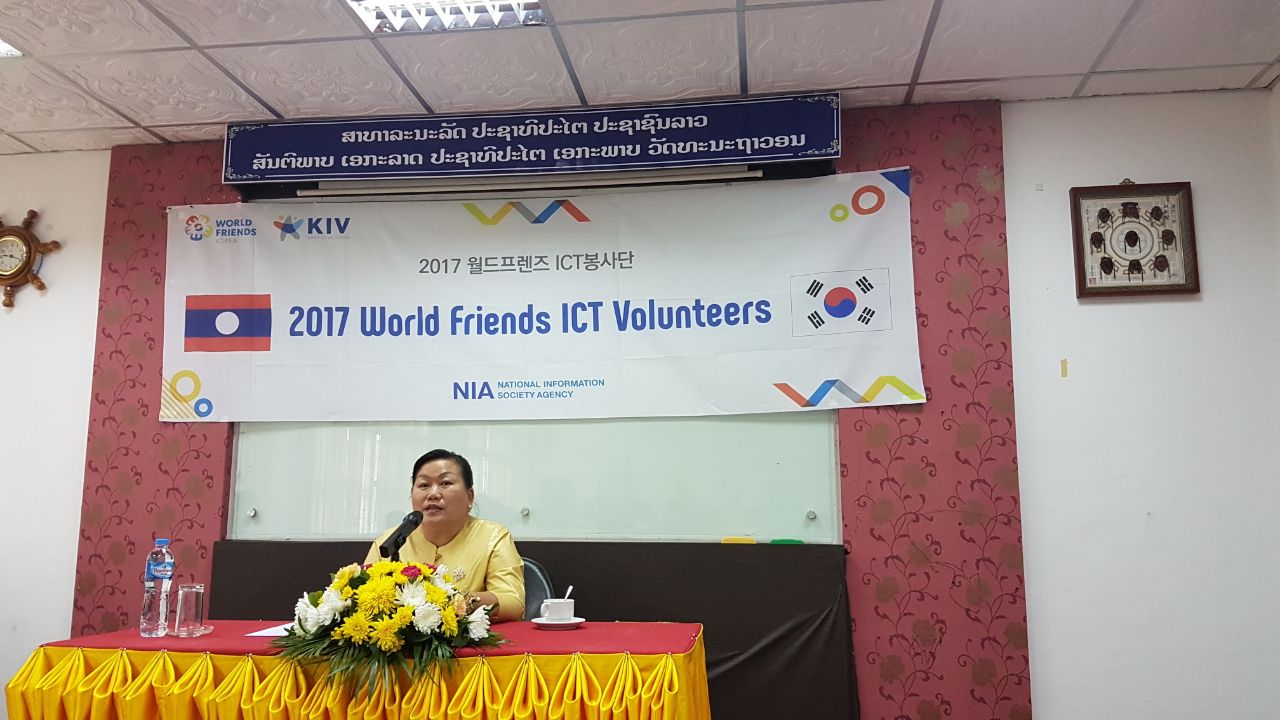 ສາທາລະນະລັດ ປະຊາທິປະໄຕ ປະຊາຊົນລາວ
ສັນຕິພາບ ເອກະລາດ ປະຊາທິປະໄຕ ເອກະພາບ ວັດທະນະຖາວອນ
WORLD
FRIENDS
KOREA
KIV
2017 월드프렌즈 ICT봉사단
2017 World Friends ICT Volunteers
NIA NATIONAL INFORMATION
SOCIETY AGENCY